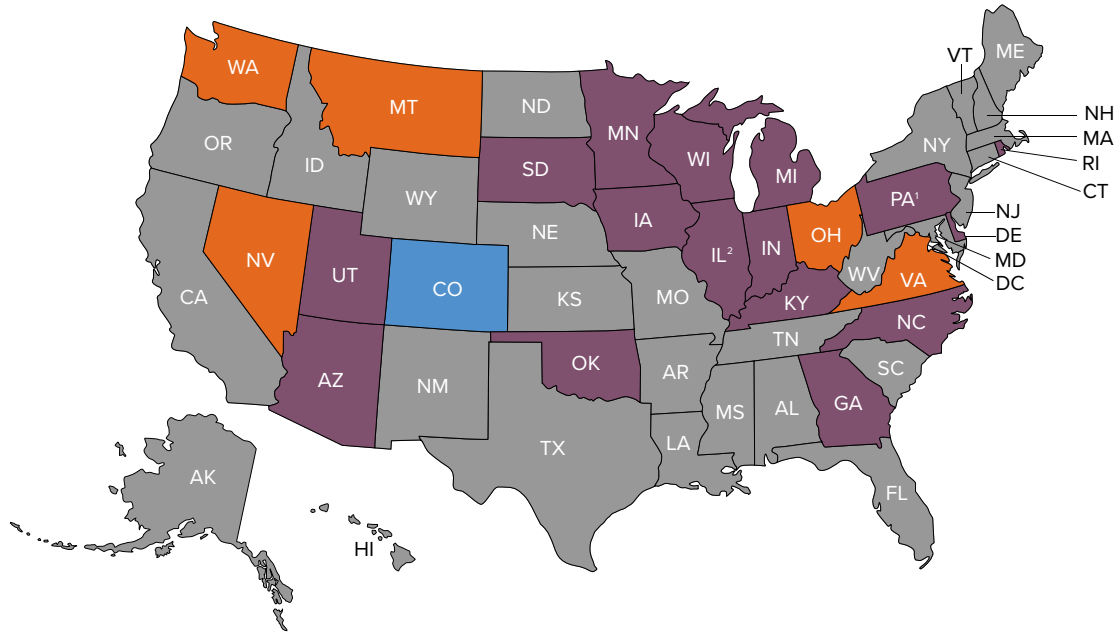 ME
VT
WA
MT
ND
MN
NH
OR
MA
NY
ID
WI
RI
SD
MI
CT
WY
PA¹
IA
NJ
NE
OH
DE
NV
IL²
IN
MD
UT
WV
VA
DC
CO
CA
KS
MO
KY
NC
TN
OK
SC
AZ
NM
AR
GA
MS
AL
LA
TX
AK
FL
HI